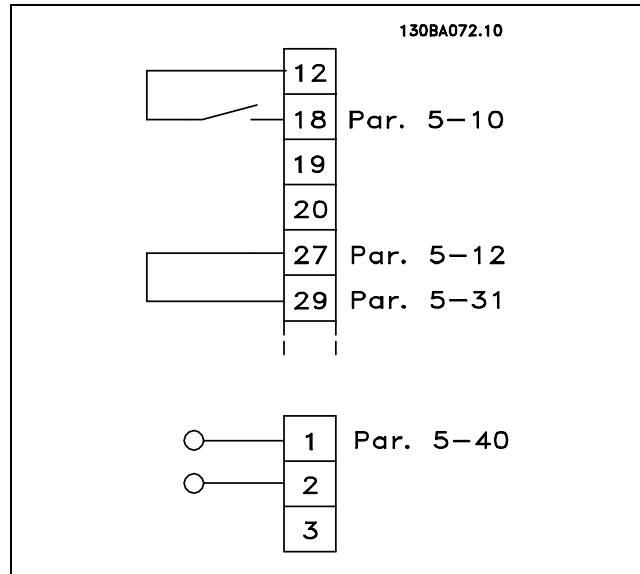 130BA072.10
12
18 Par. 5-10
19
20
27 Par. 5-12
29 Par. 5-31
1 Par. 5-40
2
3